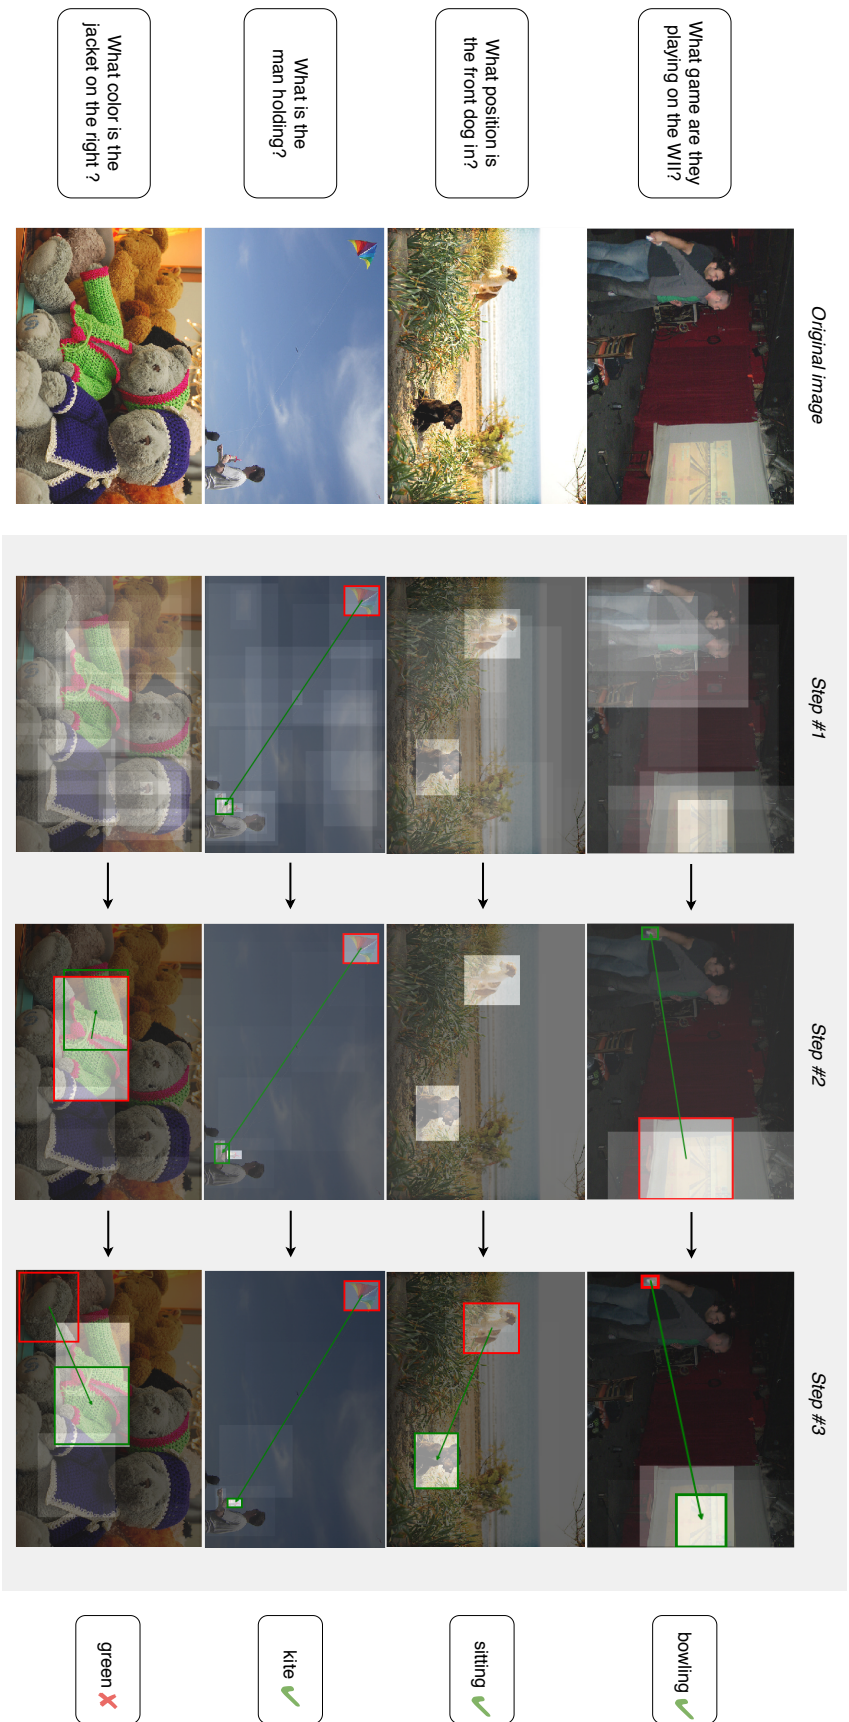 Original image
Step #1
Step #2
Step #3
What game are they
playing on the WII?
bowling
What position is
the front dog in?
sitting
What is the
man holding?
kite
What color is the
jacket on the right ?
green